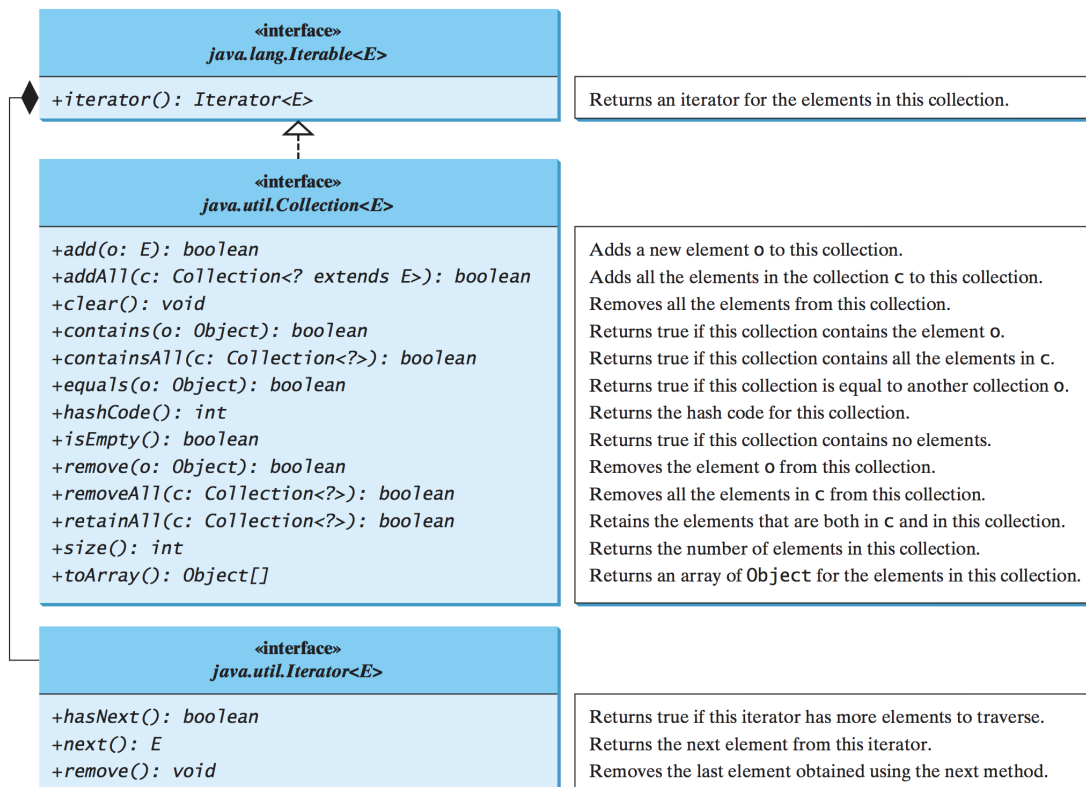 «interface»
java.lang.Iterable<E>
+iterator(): Iterator<E>
Returns an iterator for the elements in this collection.
«interface»
java.util.Collection<E>
+add(o: E): boolean
Adds a new element o to this collection.
+addAll(c: Collection<? extends E>): boolean
Adds all the elements in the collection c to this collection.
+clear(): void
Removes all the elements from this collection.
+contains(o: Object): boolean
Returns true if this collection contains the element o.
+containsAll(c: Collection<?>): boolean
Returns true if this collection contains all the elements in c.
+equals(o: Object): boolean
Returns true if this collection is equal to another collection o.
+hashCode(): int
Returns the hash code for this collection.
+isEmpty(): boolean
Returns true if this collection contains no elements.
+remove(o: Object): boolean
Removes the element o from this collection.
+removeAll(c: Collection<?>): boolean
Removes all the elements in c from this collection.
+retainAll(c: Collection<?>): boolean
Retains the elements that are both in c and in this collection.
+size(): int
Returns the number of elements in this collection.
+toArray(): Object[]
Returns an array of Object for the elements in this collection.
«interface»
java.util.Iterator<E>
+hasNext(): boolean
Returns true if this iterator has more elements to traverse.
+next(): E
Returns the next element from this iterator.
+remove(): void
Removes the last element obtained using the next method.